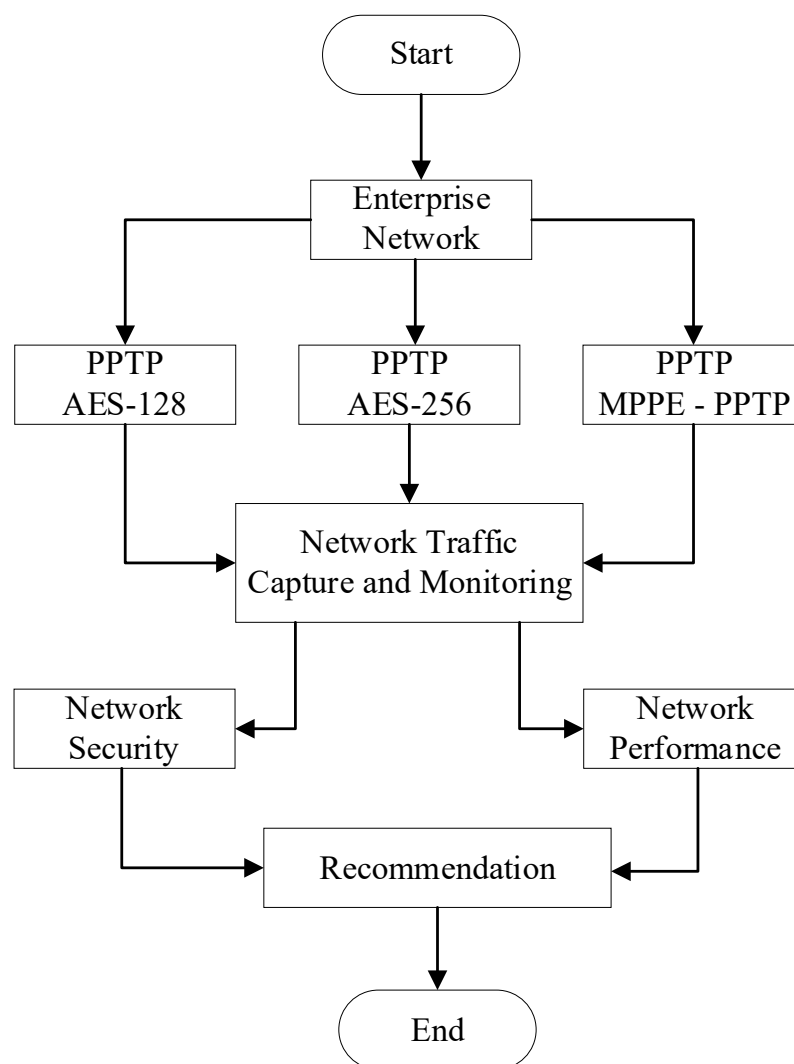 Start
Enterprise
Network
PPTP
AES-128
PPTP
AES-256
PPTP
MPPE - PPTP
Network Traffic
Capture and Monitoring
Network
Security
Network
Performance
Recommendation
End